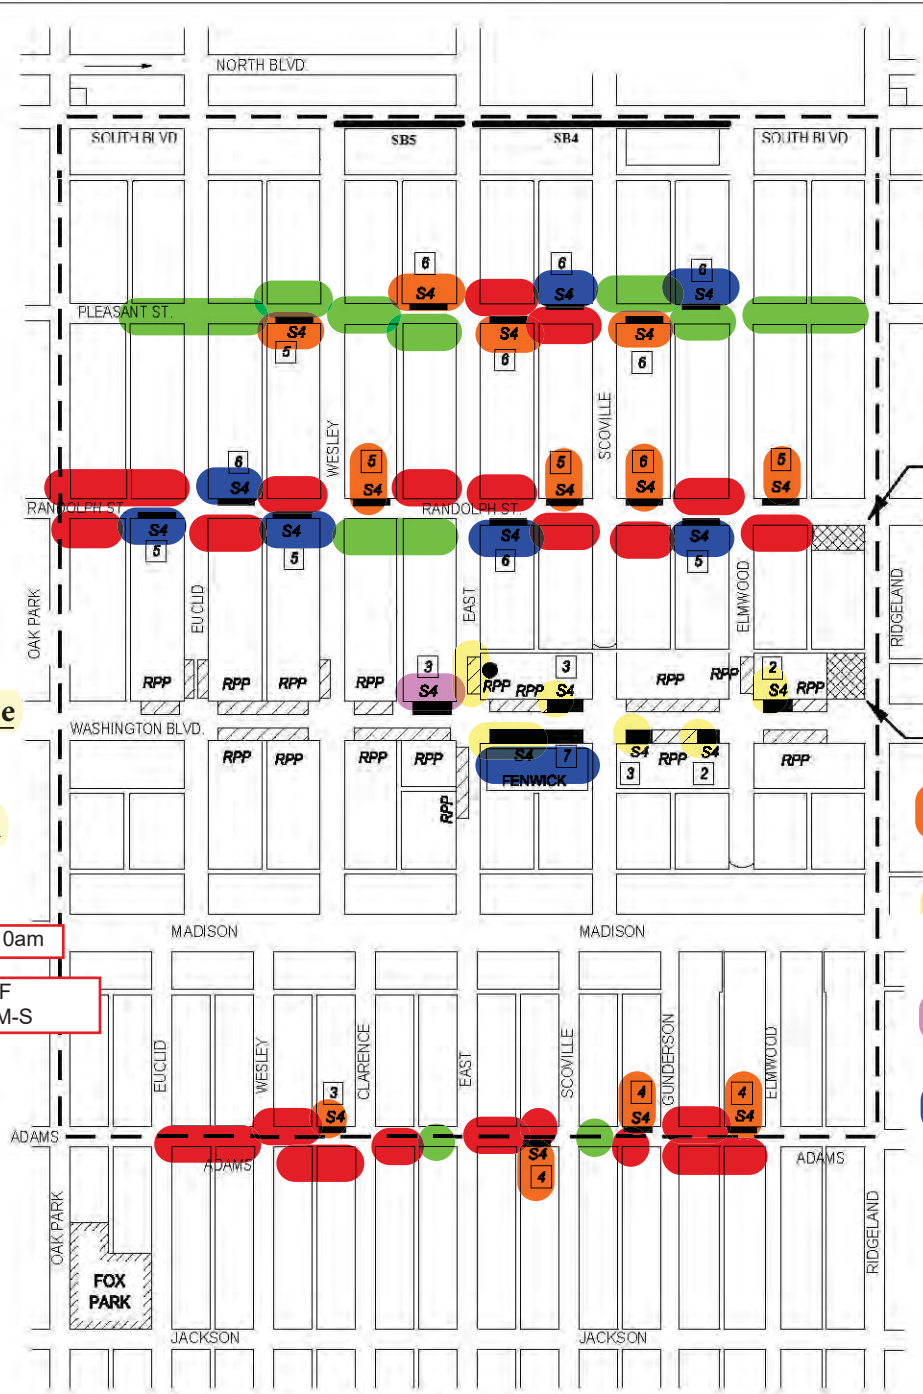 NORTH BLVD.
SOUTH BLVD
SB5
SB4
SOUTH BLVD
6
6
6
S4
S4
S4
PLEASANT ST.
S4
S4
S4
5
6
6
WESLEY
SCOVILLE
6
5
5
6
5
S4
S4
S4
S4
S4
RANDOLPH ST.
RANDOLPH ST.
S4
S4
S4
S4
5
5
6
5
OAK PARK
EUCLID
EAST
ELMWOOD
RIDGELAND
3
3
2
RPP
RPP
RPP
RPP
S4
RPP
RPP
S4
RPP
RPP
S4
RPP
e
WASHINGTON BLVD.
RPP
RPP
RPP
RPP
S4
7
S4
RPP
S4
RPP
FENWICK
3
2
RPP
MADISON
MADISON
0am
F
M-S
EUCLID
WESLEY
CLARENCE
EAST
SCOVILLE
GUNDERSON
ELMWOOD
3
4
4
S4
S4
S4
ADAMS
ADAMS
S4
ADAMS
4
OAK PARK
RIDGELAND
FOX
PARK
JACKSON
JACKSON